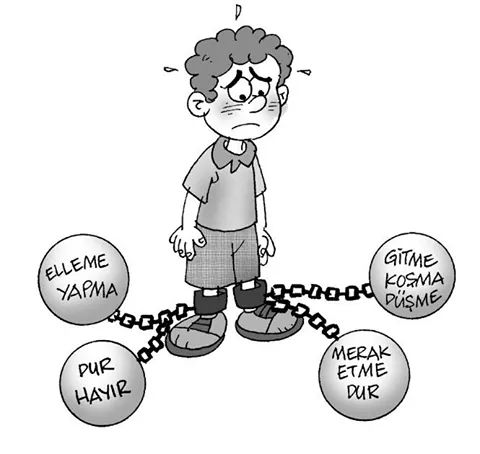 ELLEME
YAPMA
GİTME
KOŞMA
DÜŞME
DUR
HAYIR
MERAK
ETME
DUR